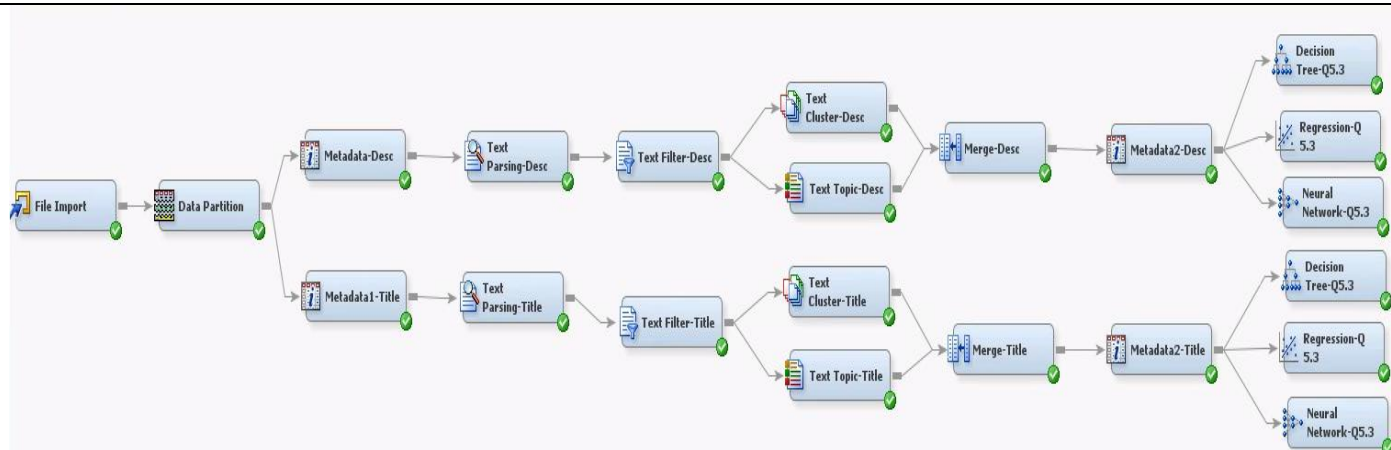 File Import
Data Partition
Metadata-Desc
Text
Parsing-Desc
Text Filter-Desc
Text
Cluster-Desc
Text Topic-Desc
Merge-Desc
Metadata2-Desc
Decision
Tree-Q5.3
Regression-Q
5.3
Neural
Network-Q5.3
Metadata1-Title
Text
Parsing-Title
Text Filter-Title
Text
Cluster-Title
Text Topic-Title
Merge-Title
Metadata2-Title
Decision
Tree-Q5.3
Regression-Q
5.3
Neural
Network-Q5.3